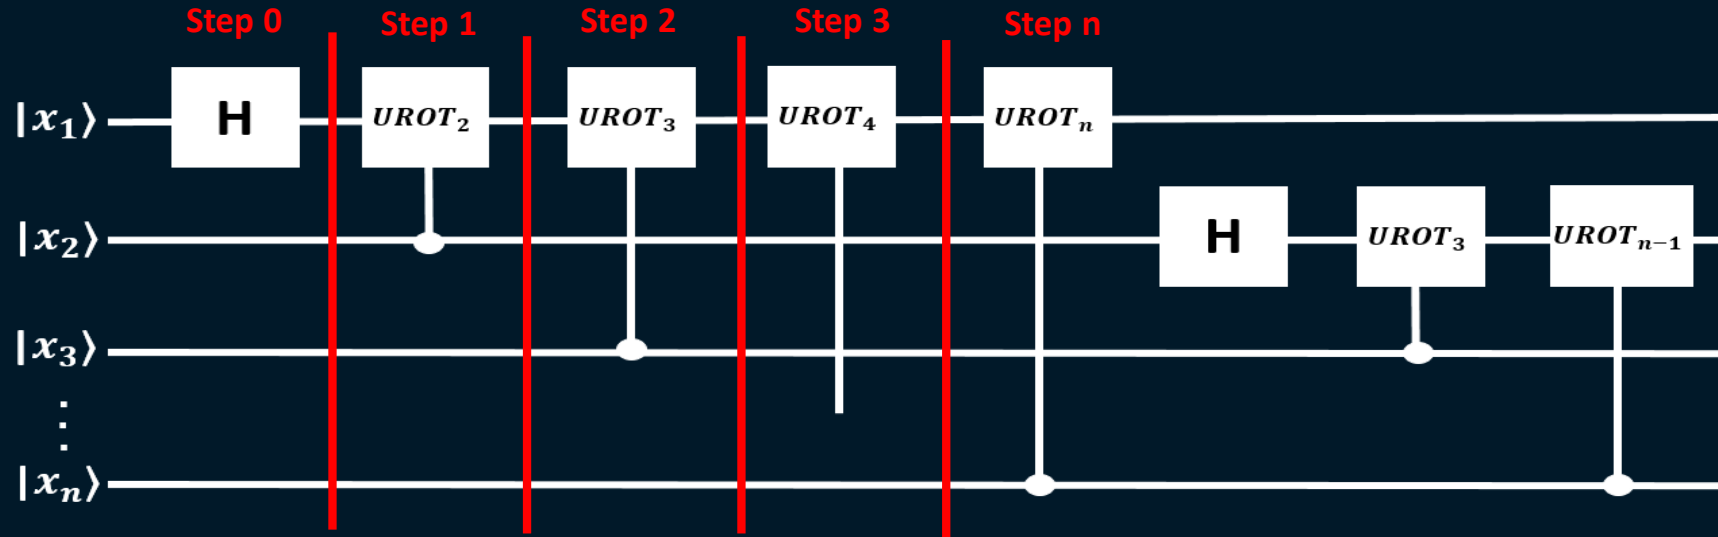 Step 0 Step 1 Step 2 Step 3 Step n
|x₁⟩ H UROT₂ UROT₃ UROT₄ UROTₙ
|x₂⟩ H UROT₃ UROTₙ₋₁
|x₃⟩
⋮
|xₙ⟩